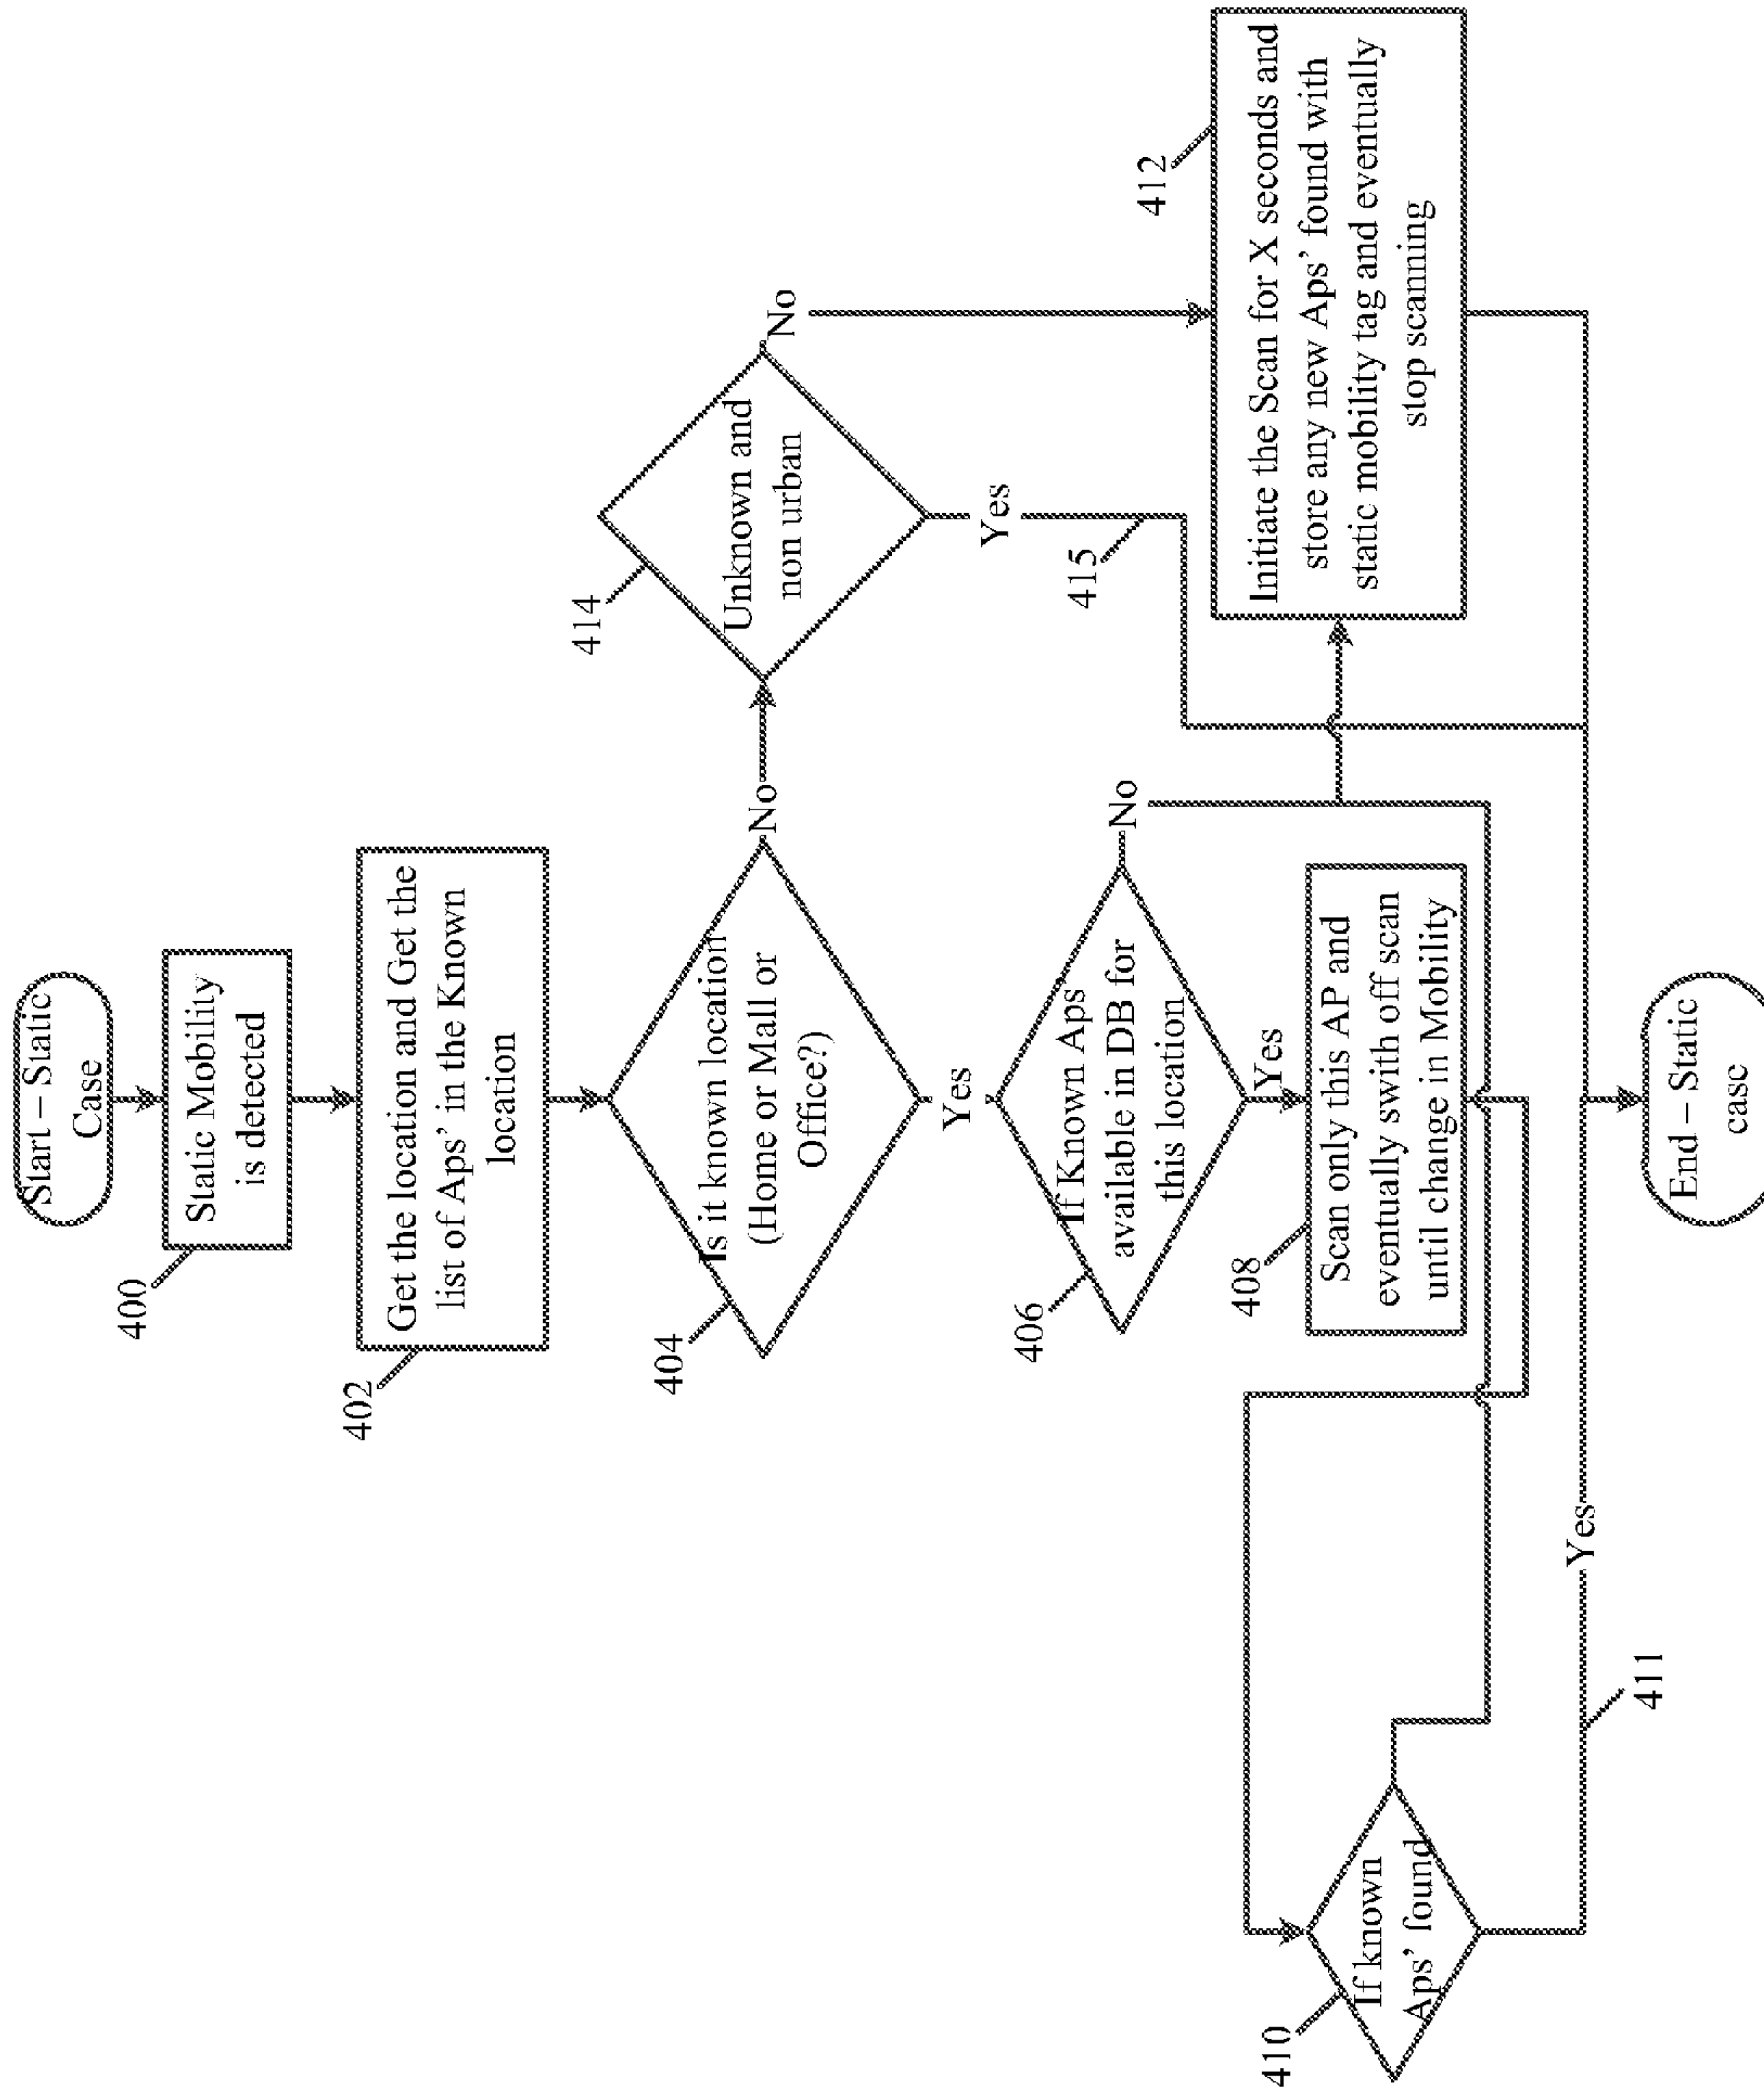 Start – Static
Case
Static Mobility
is detected
400
Get the location and Get the
list of Aps' in the Known
location
402
Is it known location
(Home or Mall or
Office?)
404
No
Unknown and
non urban
414
No
Yes
415
Yes
If Known Aps
available in DB for
this location
406
No
Yes
Scan only this AP and
eventually swith off scan
until change in Mobility
408
Initiate the Scan for X seconds and
store any new Aps' found with
static mobility tag and eventually
stop scanning
412
If known
Aps' found
410
Yes
411
End – Static
case